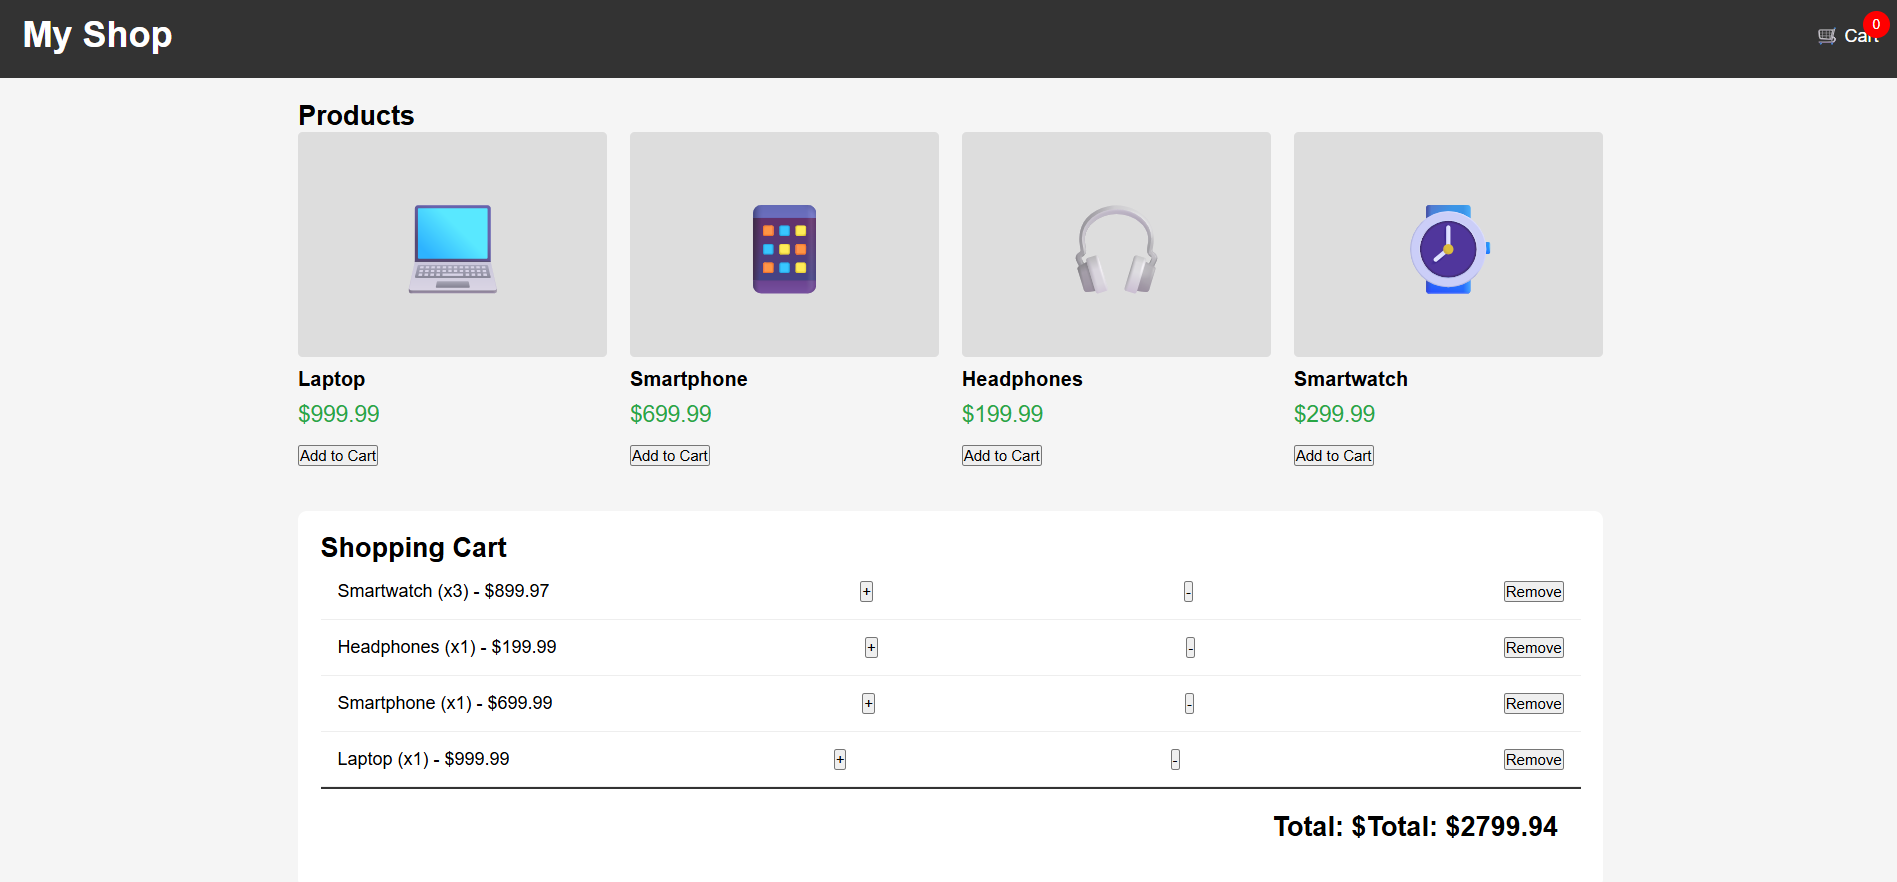 My Shop
🛒 Cart
0
Products
Laptop
$999.99
Add to Cart
Smartphone
$699.99
Add to Cart
Headphones
$199.99
Add to Cart
Smartwatch
$299.99
Add to Cart
Shopping Cart
Smartwatch (x3) - $899.97 + - Remove
Headphones (x1) - $199.99 + - Remove
Smartphone (x1) - $699.99 + - Remove
Laptop (x1) - $999.99 + - Remove
Total: $Total: $2799.94